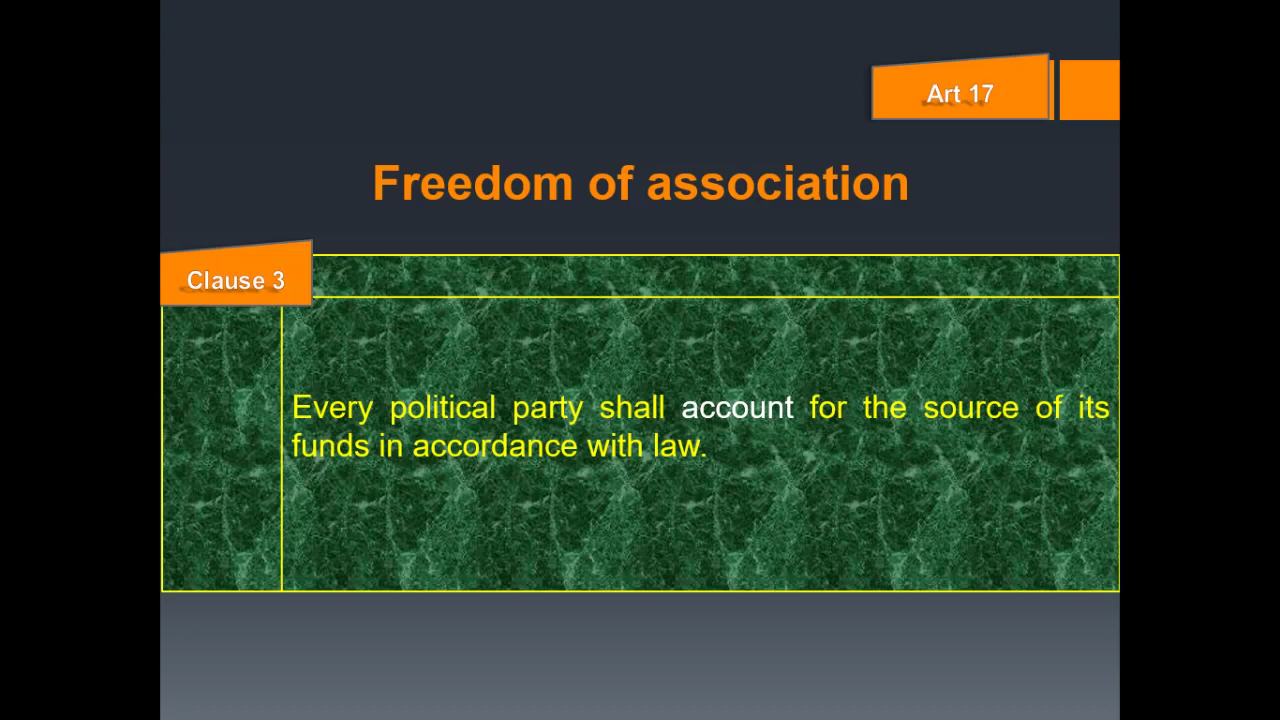 Art 17
Freedom of association
Clause 3
Every political party shall account for the source of its
funds in accordance with law.